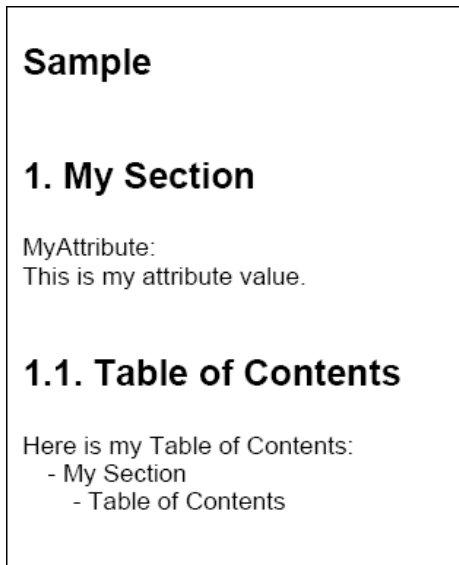 Sample
1. My Section
MyAttribute:
This is my attribute value.
1.1. Table of Contents
Here is my Table of Contents:
- My Section
- Table of Contents